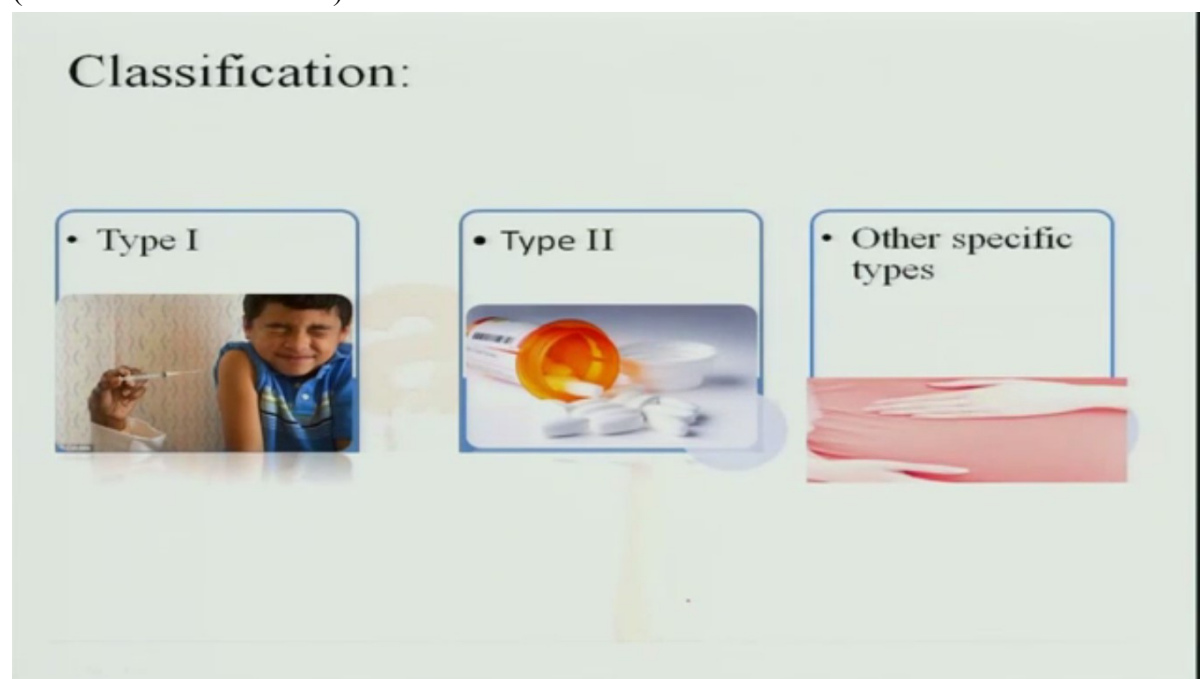 Classification:
• Type I
• Type II
• Other specific
types